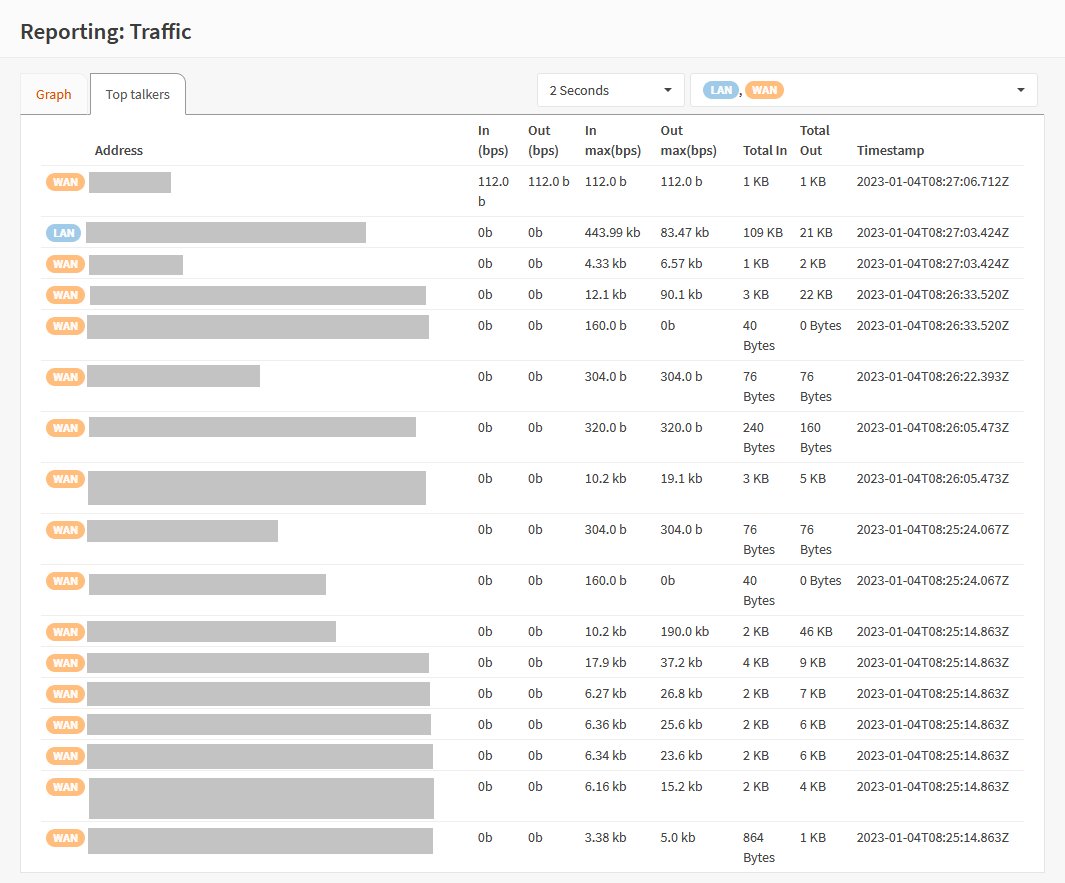 Reporting: Traffic
Graph Top talkers 2 Seconds LAN, WAN
Address In (bps) Out (bps) In max(bps) Out max(bps) Total In Total Out Timestamp
WAN 112.0 b 112.0 b 112.0 b 112.0 b 1 KB 1 KB 2023-01-04T08:27:06.712Z
LAN 0b 0b 443.99 kb 83.47 kb 109 KB 21 KB 2023-01-04T08:27:03.424Z
WAN 0b 0b 4.33 kb 6.57 kb 1 KB 2 KB 2023-01-04T08:27:03.424Z
WAN 0b 0b 12.1 kb 90.1 kb 3 KB 22 KB 2023-01-04T08:26:33.520Z
WAN 0b 0b 160.0 b 0b 40 Bytes 0 Bytes 2023-01-04T08:26:33.520Z
WAN 0b 0b 304.0 b 304.0 b 76 Bytes 76 Bytes 2023-01-04T08:26:22.393Z
WAN 0b 0b 320.0 b 320.0 b 240 Bytes 160 Bytes 2023-01-04T08:26:05.473Z
WAN 0b 0b 10.2 kb 19.1 kb 3 KB 5 KB 2023-01-04T08:26:05.473Z
WAN 0b 0b 304.0 b 304.0 b 76 Bytes 76 Bytes 2023-01-04T08:25:24.067Z
WAN 0b 0b 160.0 b 0b 40 Bytes 0 Bytes 2023-01-04T08:25:24.067Z
WAN 0b 0b 10.2 kb 190.0 kb 2 KB 46 KB 2023-01-04T08:25:14.863Z
WAN 0b 0b 17.9 kb 37.2 kb 4 KB 9 KB 2023-01-04T08:25:14.863Z
WAN 0b 0b 6.27 kb 26.8 kb 2 KB 7 KB 2023-01-04T08:25:14.863Z
WAN 0b 0b 6.36 kb 25.6 kb 2 KB 6 KB 2023-01-04T08:25:14.863Z
WAN 0b 0b 6.34 kb 23.6 kb 2 KB 6 KB 2023-01-04T08:25:14.863Z
WAN 0b 0b 6.16 kb 15.2 kb 2 KB 4 KB 2023-01-04T08:25:14.863Z
WAN 0b 0b 3.38 kb 5.0 kb 864 Bytes 1 KB 2023-01-04T08:25:14.863Z